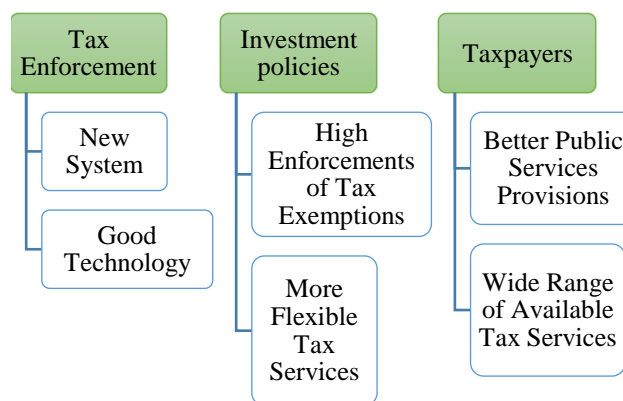 Tax
Enforcement
New
System
Good
Technology
Investment
policies
High
Enforcements
of Tax
Exemptions
More
Flexible
Tax
Services
Taxpayers
Better Public
Services
Provisions
Wide Range
of Available
Tax Services